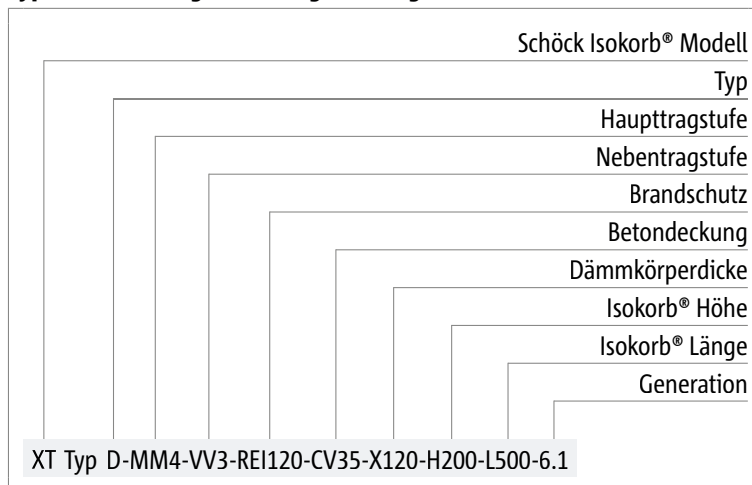 Schöck Isokorb® Modell
Typ
Haupttragstufe
Nebentragstufe
Brandschutz
Betondeckung
Dämmkörperdicke
Isokorb® Höhe
Isokorb® Länge
Generation
XT Typ D-MM4-VV3-REI120-CV35-X120-H200-L500-6.1